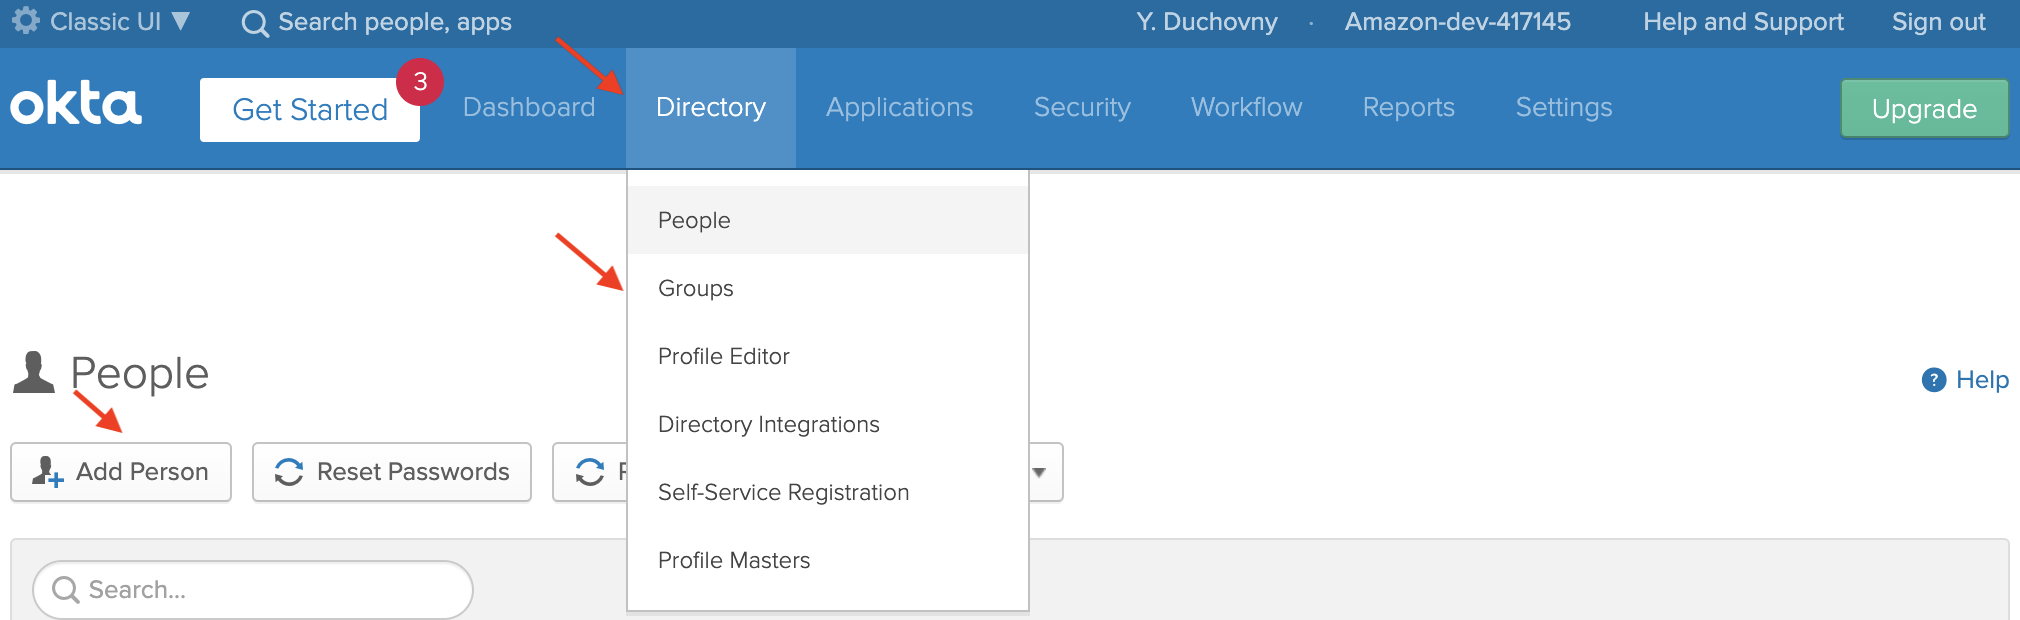 Classic UI ▼ Search people, apps Y. Duchovny · Amazon-dev-417145 Help and Support Sign out
okta Get Started 3 Dashboard Directory Applications Security Workflow Reports Settings Upgrade
People
Groups
Profile Editor
Directory Integrations
Self-Service Registration
Profile Masters
People
? Help
Add Person Reset Passwords
Search...